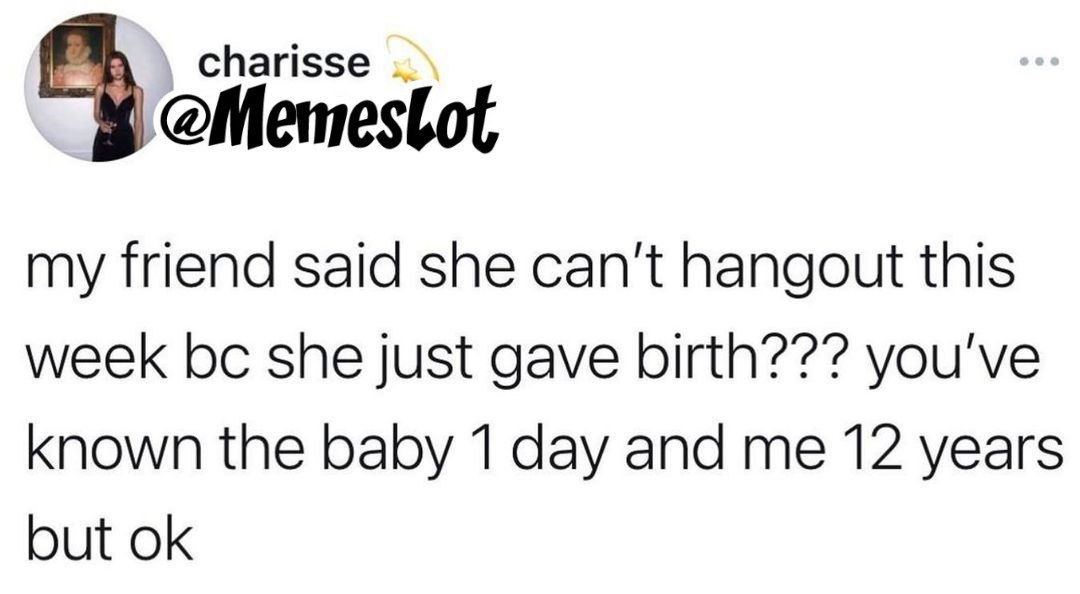 charisse 💫
@MemesLot
my friend said she can't hangout this
week bc she just gave birth??? you've
known the baby 1 day and me 12 years
but ok